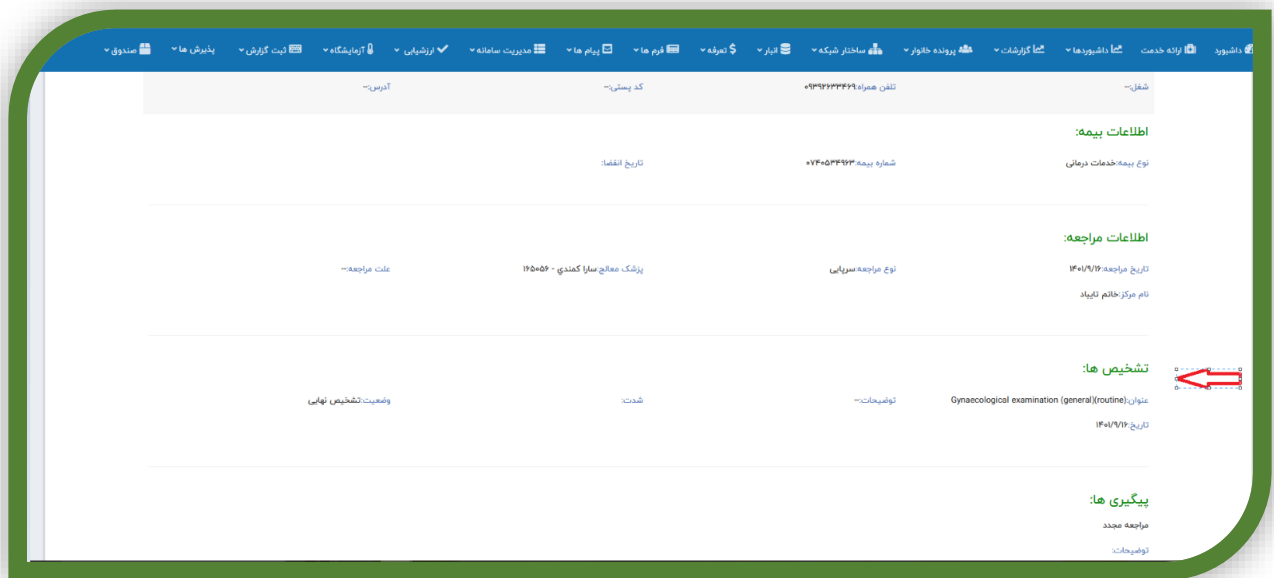 داشبورد ارائه خدمت داشبوردها گزارشات پرونده خانوار ساختار شبکه انبار تعرفه فرم ها پیام ها مدیریت سامانه ارزشیابی آزمایشگاه ثبت گزارش پذیرش ها صندوق
شغل:-- تلفن همراه:۰۹۳۹۲۶۳۳۴۶۹ کد پستی:-- آدرس:--
اطلاعات بیمه:
نوع بیمه:خدمات درمانی شماره بیمه:۰۷۴۰۵۳۴۹۶۳ تاریخ انقضا:
اطلاعات مراجعه:
تاریخ مراجعه:۱۴۰۱/۹/۱۶ نوع مراجعه:سرپایی پزشک معالج:سارا کمندي - ۱۶۵۰۵۶ علت مراجعه:--
نام مرکز:خاتم تایباد
تشخیص ها:
عنوان:Gynaecological examination (general)(routine) توضیحات:-- شدت: وضعیت:تشخیص نهایی
تاریخ:۱۴۰۱/۹/۱۶
پیگیری ها:
مراجعه مجدد
توضیحات: